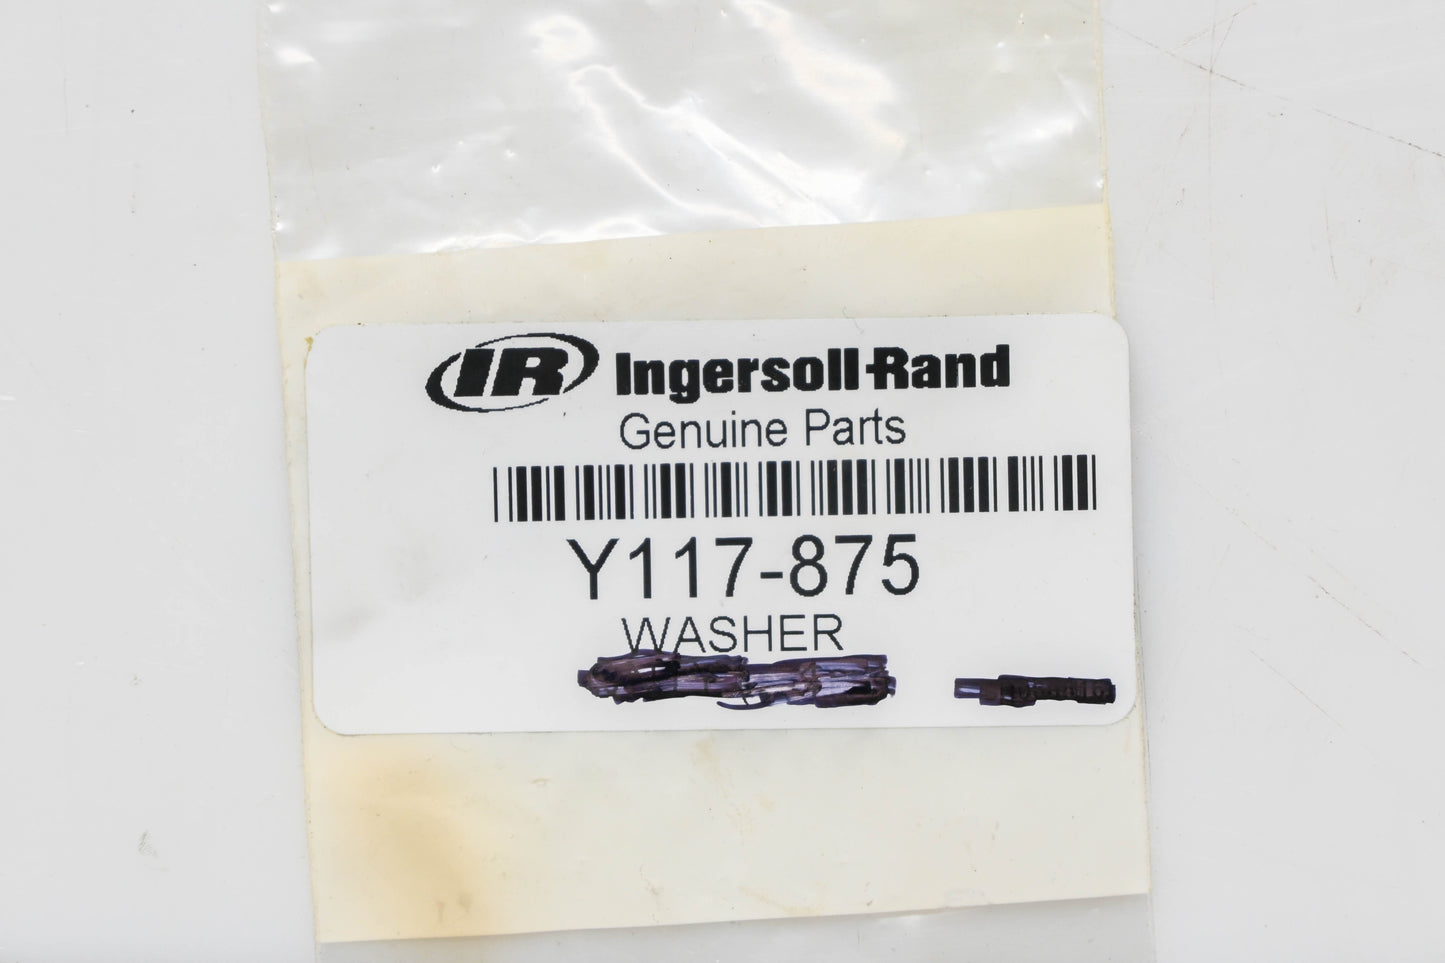 IR Ingersoll-Rand
Genuine Parts
Y117-875
WASHER